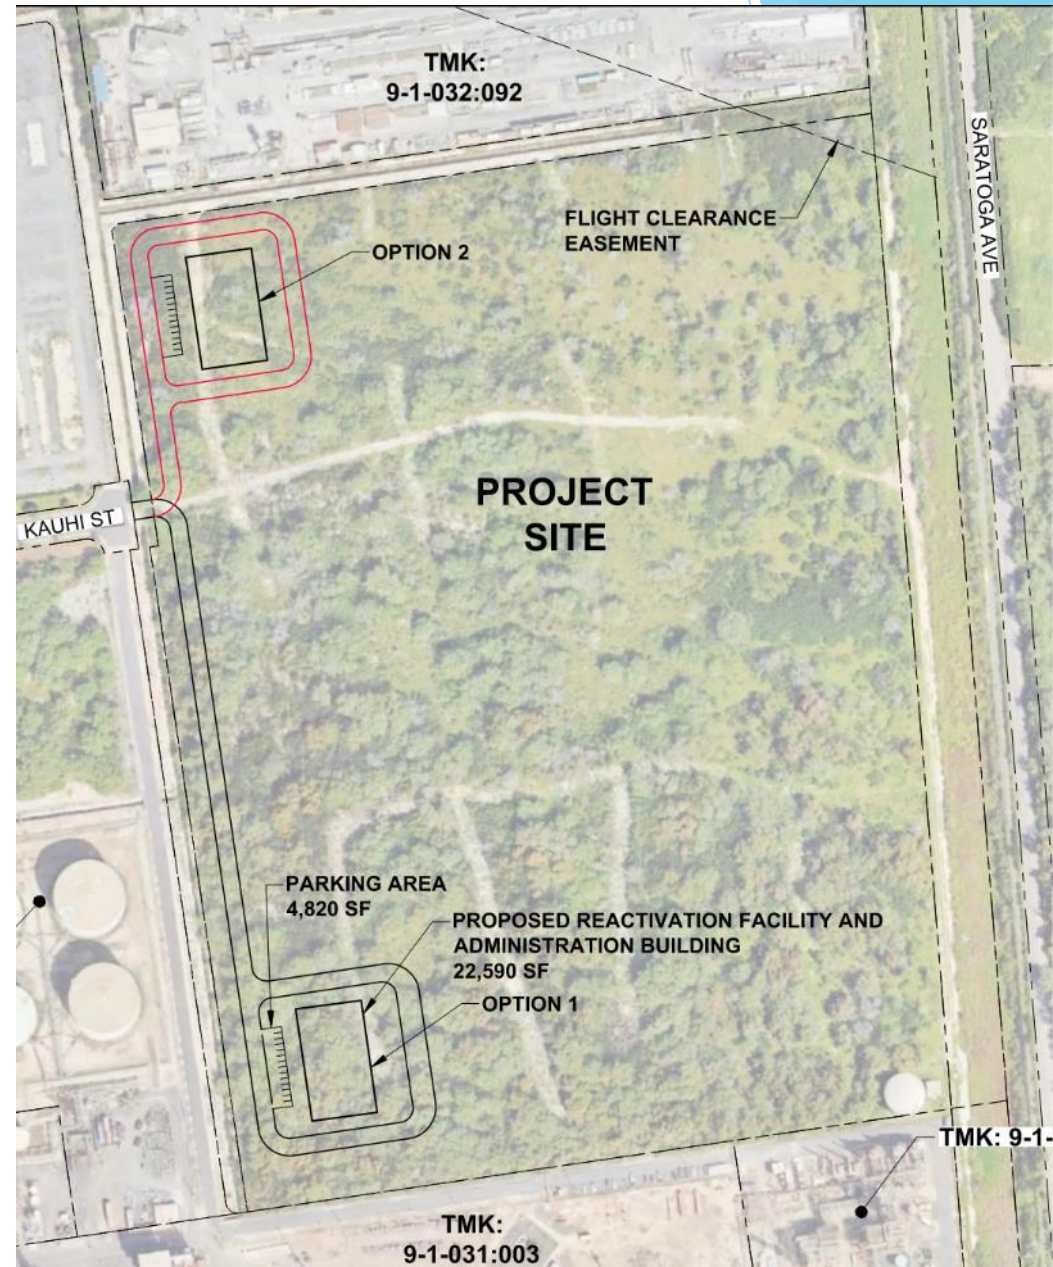 TMK:
9-1-032:092
SARATOGA AVE
FLIGHT CLEARANCE
EASEMENT
OPTION 2
PROJECT
SITE
KAUHI ST
PARKING AREA
4,820 SF
PROPOSED REACTIVATION FACILITY AND
ADMINISTRATION BUILDING
22,590 SF
OPTION 1
TMK: 9-1-
TMK:
9-1-031:003